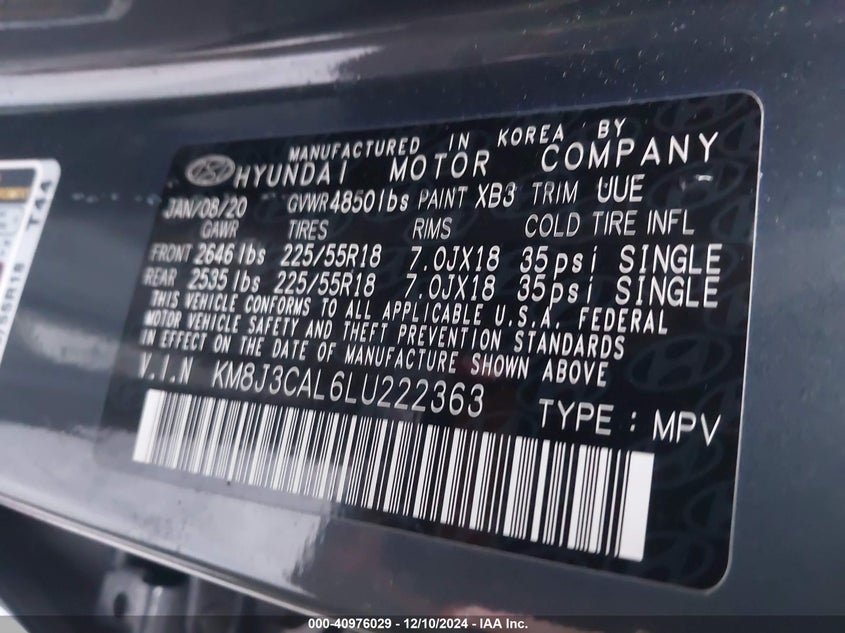 MANUFACTURED IN KOREA BY
HYUNDAI MOTOR COMPANY
JAN/08/20 GVWR 4850lbs PAINT XB3 TRIM UUE
GAWR TIRES RIMS COLD TIRE INFL
FRONT 2646lbs 225/55R18 7.0JX18 35psi SINGLE
REAR 2535lbs 225/55R18 7.0JX18 35psi SINGLE
THIS VEHICLE CONFORMS TO ALL APPLICABLE U.S.A. FEDERAL
MOTOR VEHICLE SAFETY AND THEFT PREVENTION STANDARDS
IN EFFECT ON THE DATE OF MANUFACTURE SHOWN ABOVE
V.I.N KM8J3CAL6LU222363 TYPE : MPV
T44
55R18
000-40976029 - 12/10/2024 - IAA Inc.